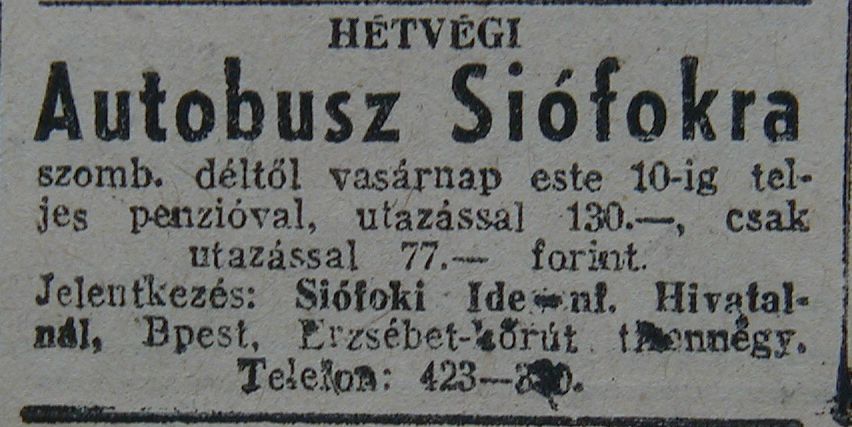 HÉTVÉGI
Autobusz Siófokra
szomb. déltől vasárnap este 10-ig tel-
jes penzióval, utazással 130.—, csak
utazással 77.— forint.
Jelentkezés: Siófoki Hivatal-
nál, Bpest, Erzsébet-körút
Telefon: